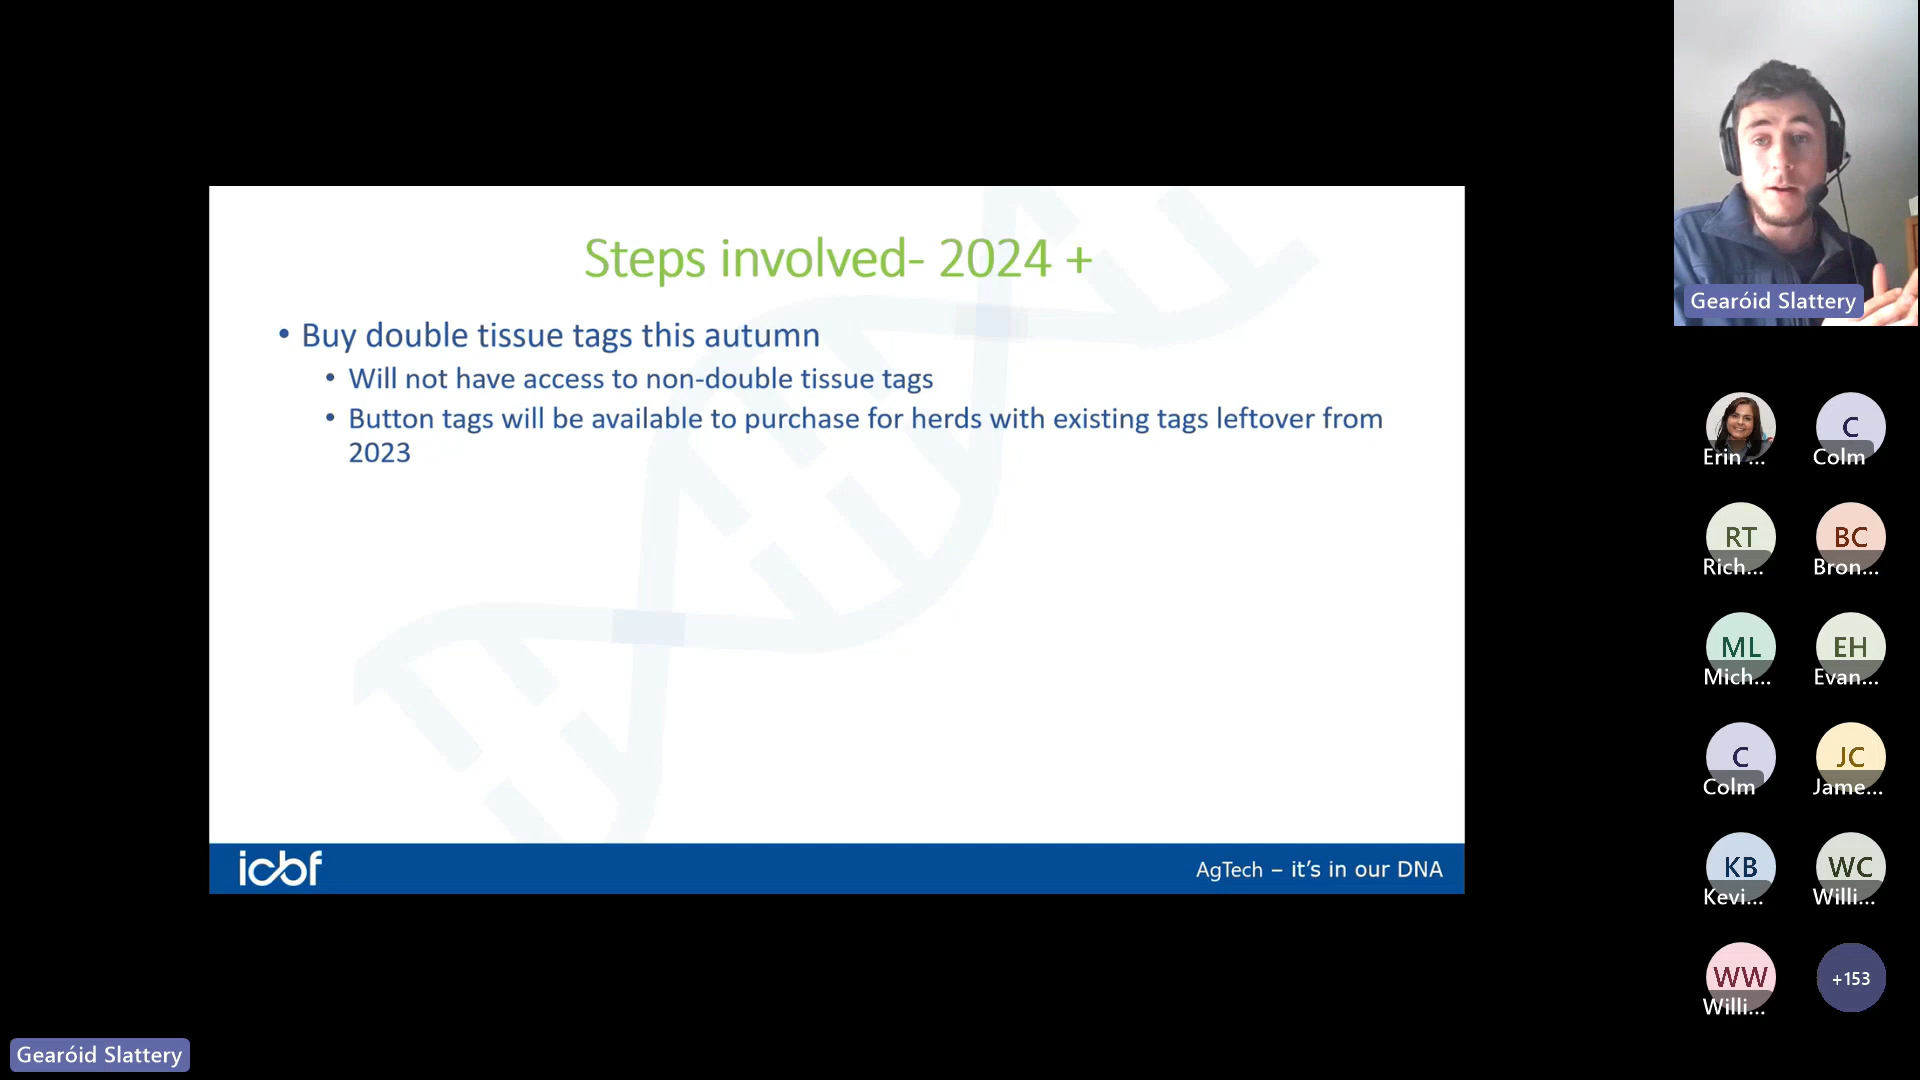 Steps involved- 2024 +
• Buy double tissue tags this autumn
• Will not have access to non-double tissue tags
• Button tags will be available to purchase for herds with existing tags leftover from
2023
icbf
AgTech – it's in our DNA
Gearóid Slattery
Erin ...
C
Colm
RT
Rich...
BC
Bron...
ML
Mich...
EH
Evan...
C
Colm
JC
Jame...
KB
Kevi...
WC
Willi...
WW
Willi...
+153
Gearóid Slattery